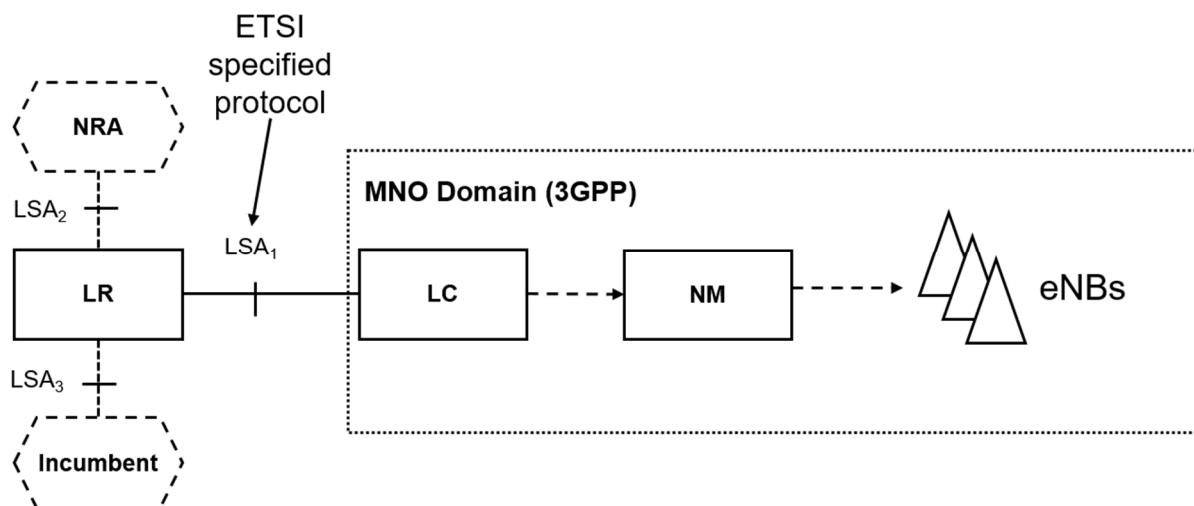 ETSI
specified
protocol
NRA
MNO Domain (3GPP)
LSA₂
LSA₁
LR
LC
NM
eNBs
LSA₃
Incumbent